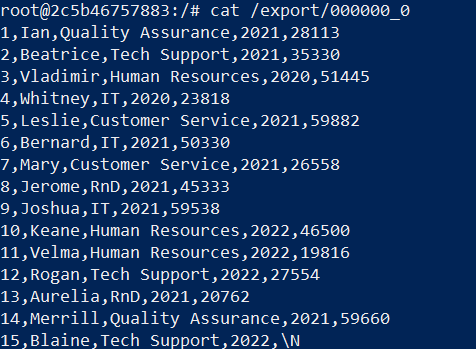 root@2c5b46757883:/# cat /export/000000_0
1,Ian,Quality Assurance,2021,28113
2,Beatrice,Tech Support,2021,35330
3,Vladimir,Human Resources,2020,51445
4,Whitney,IT,2020,23818
5,Leslie,Customer Service,2021,59882
6,Bernard,IT,2021,50330
7,Mary,Customer Service,2021,26558
8,Jerome,RnD,2021,45333
9,Joshua,IT,2021,59538
10,Keane,Human Resources,2022,46500
11,Velma,Human Resources,2022,19816
12,Rogan,Tech Support,2022,27554
13,Aurelia,RnD,2021,20762
14,Merrill,Quality Assurance,2021,59660
15,Blaine,Tech Support,2022,\N